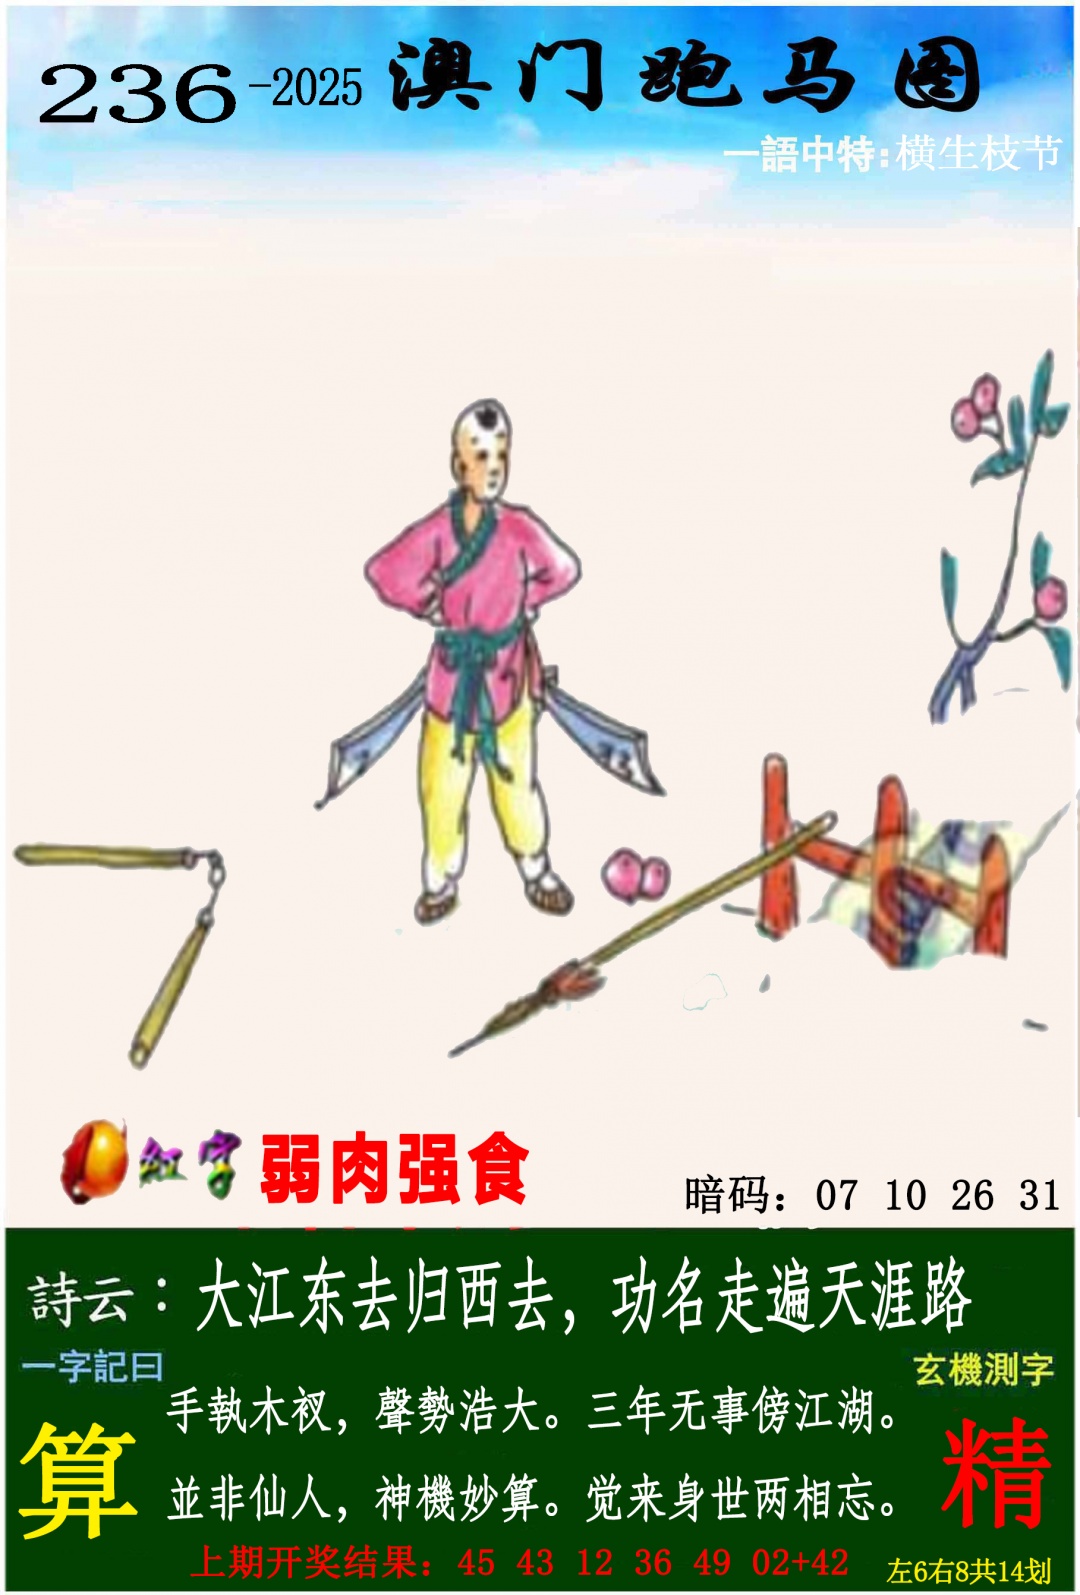 236-2025 澳门跑马图
一語中特:横生枝节
红字 弱肉强食
暗码：07 10 26 31
詩云：大江东去归西去，功名走遍天涯路
一字記曰
玄機測字
手執木衩，聲勢浩大。三年无事傍江湖。
算
精
並非仙人，神機妙算。觉来身世两相忘。
上期开奖结果：45 43 12 36 49 02+42
左6右8共14划